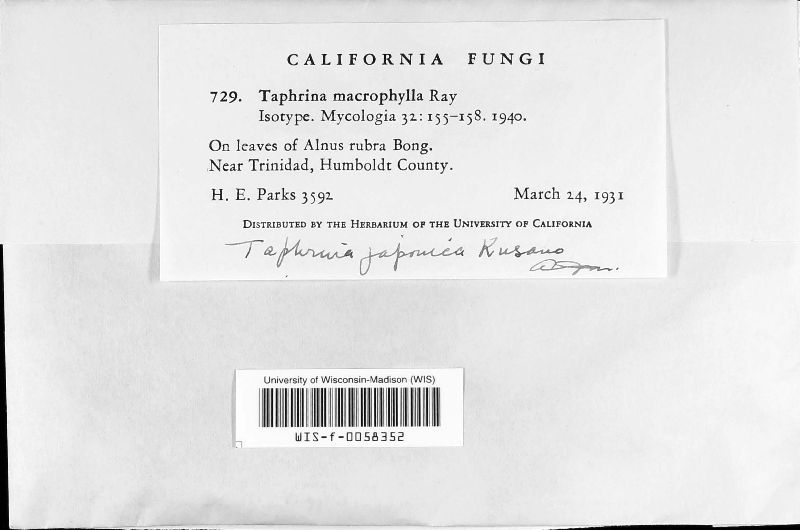 CALIFORNIA FUNGI
729. Taphrina macrophylla Ray
Isotype. Mycologia 32: 155–158. 1940.
On leaves of Alnus rubra Bong.
Near Trinidad, Humboldt County.
H. E. Parks 3592 March 24, 1931
DISTRIBUTED BY THE HERBARIUM OF THE UNIVERSITY OF CALIFORNIA
Taphrina japonica Kusano
University of Wisconsin-Madison (WIS)
WIS-f-0058352